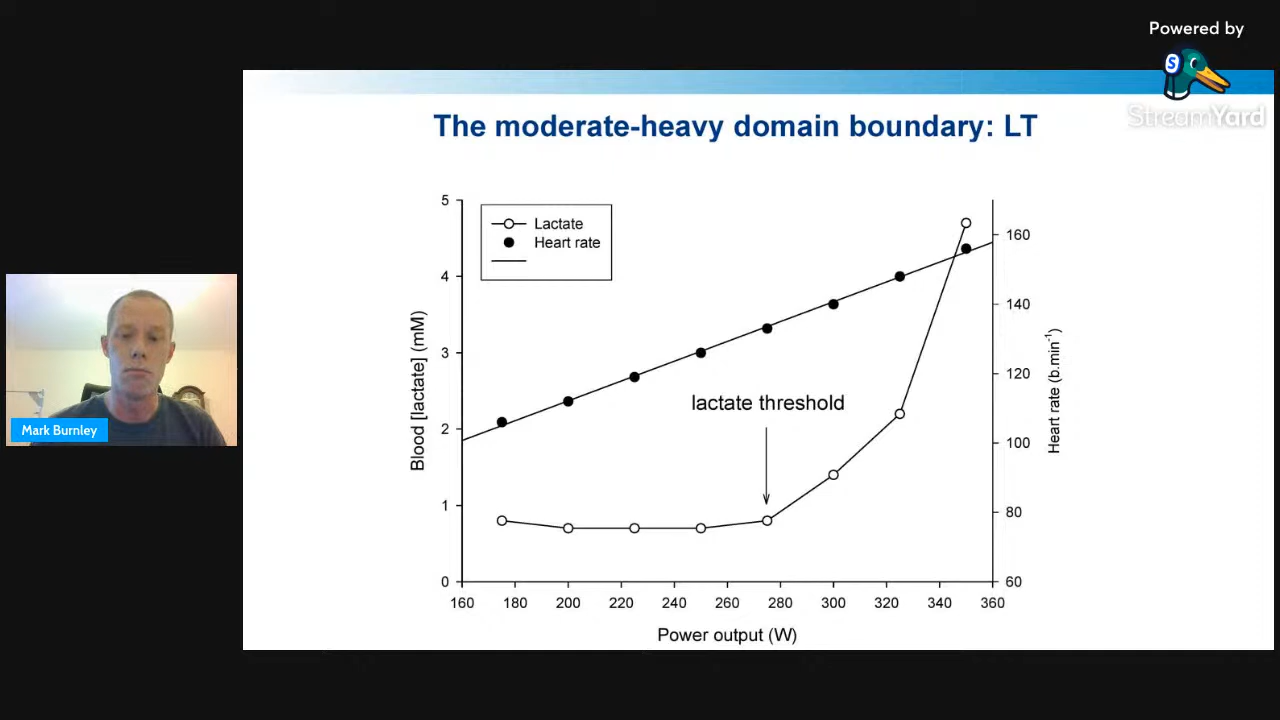 Powered by
S
StreamYard
The moderate-heavy domain boundary: LT
5
4
3
2
1
0
Blood [lactate] (mM)
Lactate
Heart rate
lactate threshold
160
140
120
100
80
60
Heart rate (b.min-1)
160 180 200 220 240 260 280 300 320 340 360
Power output (W)
Mark Burnley